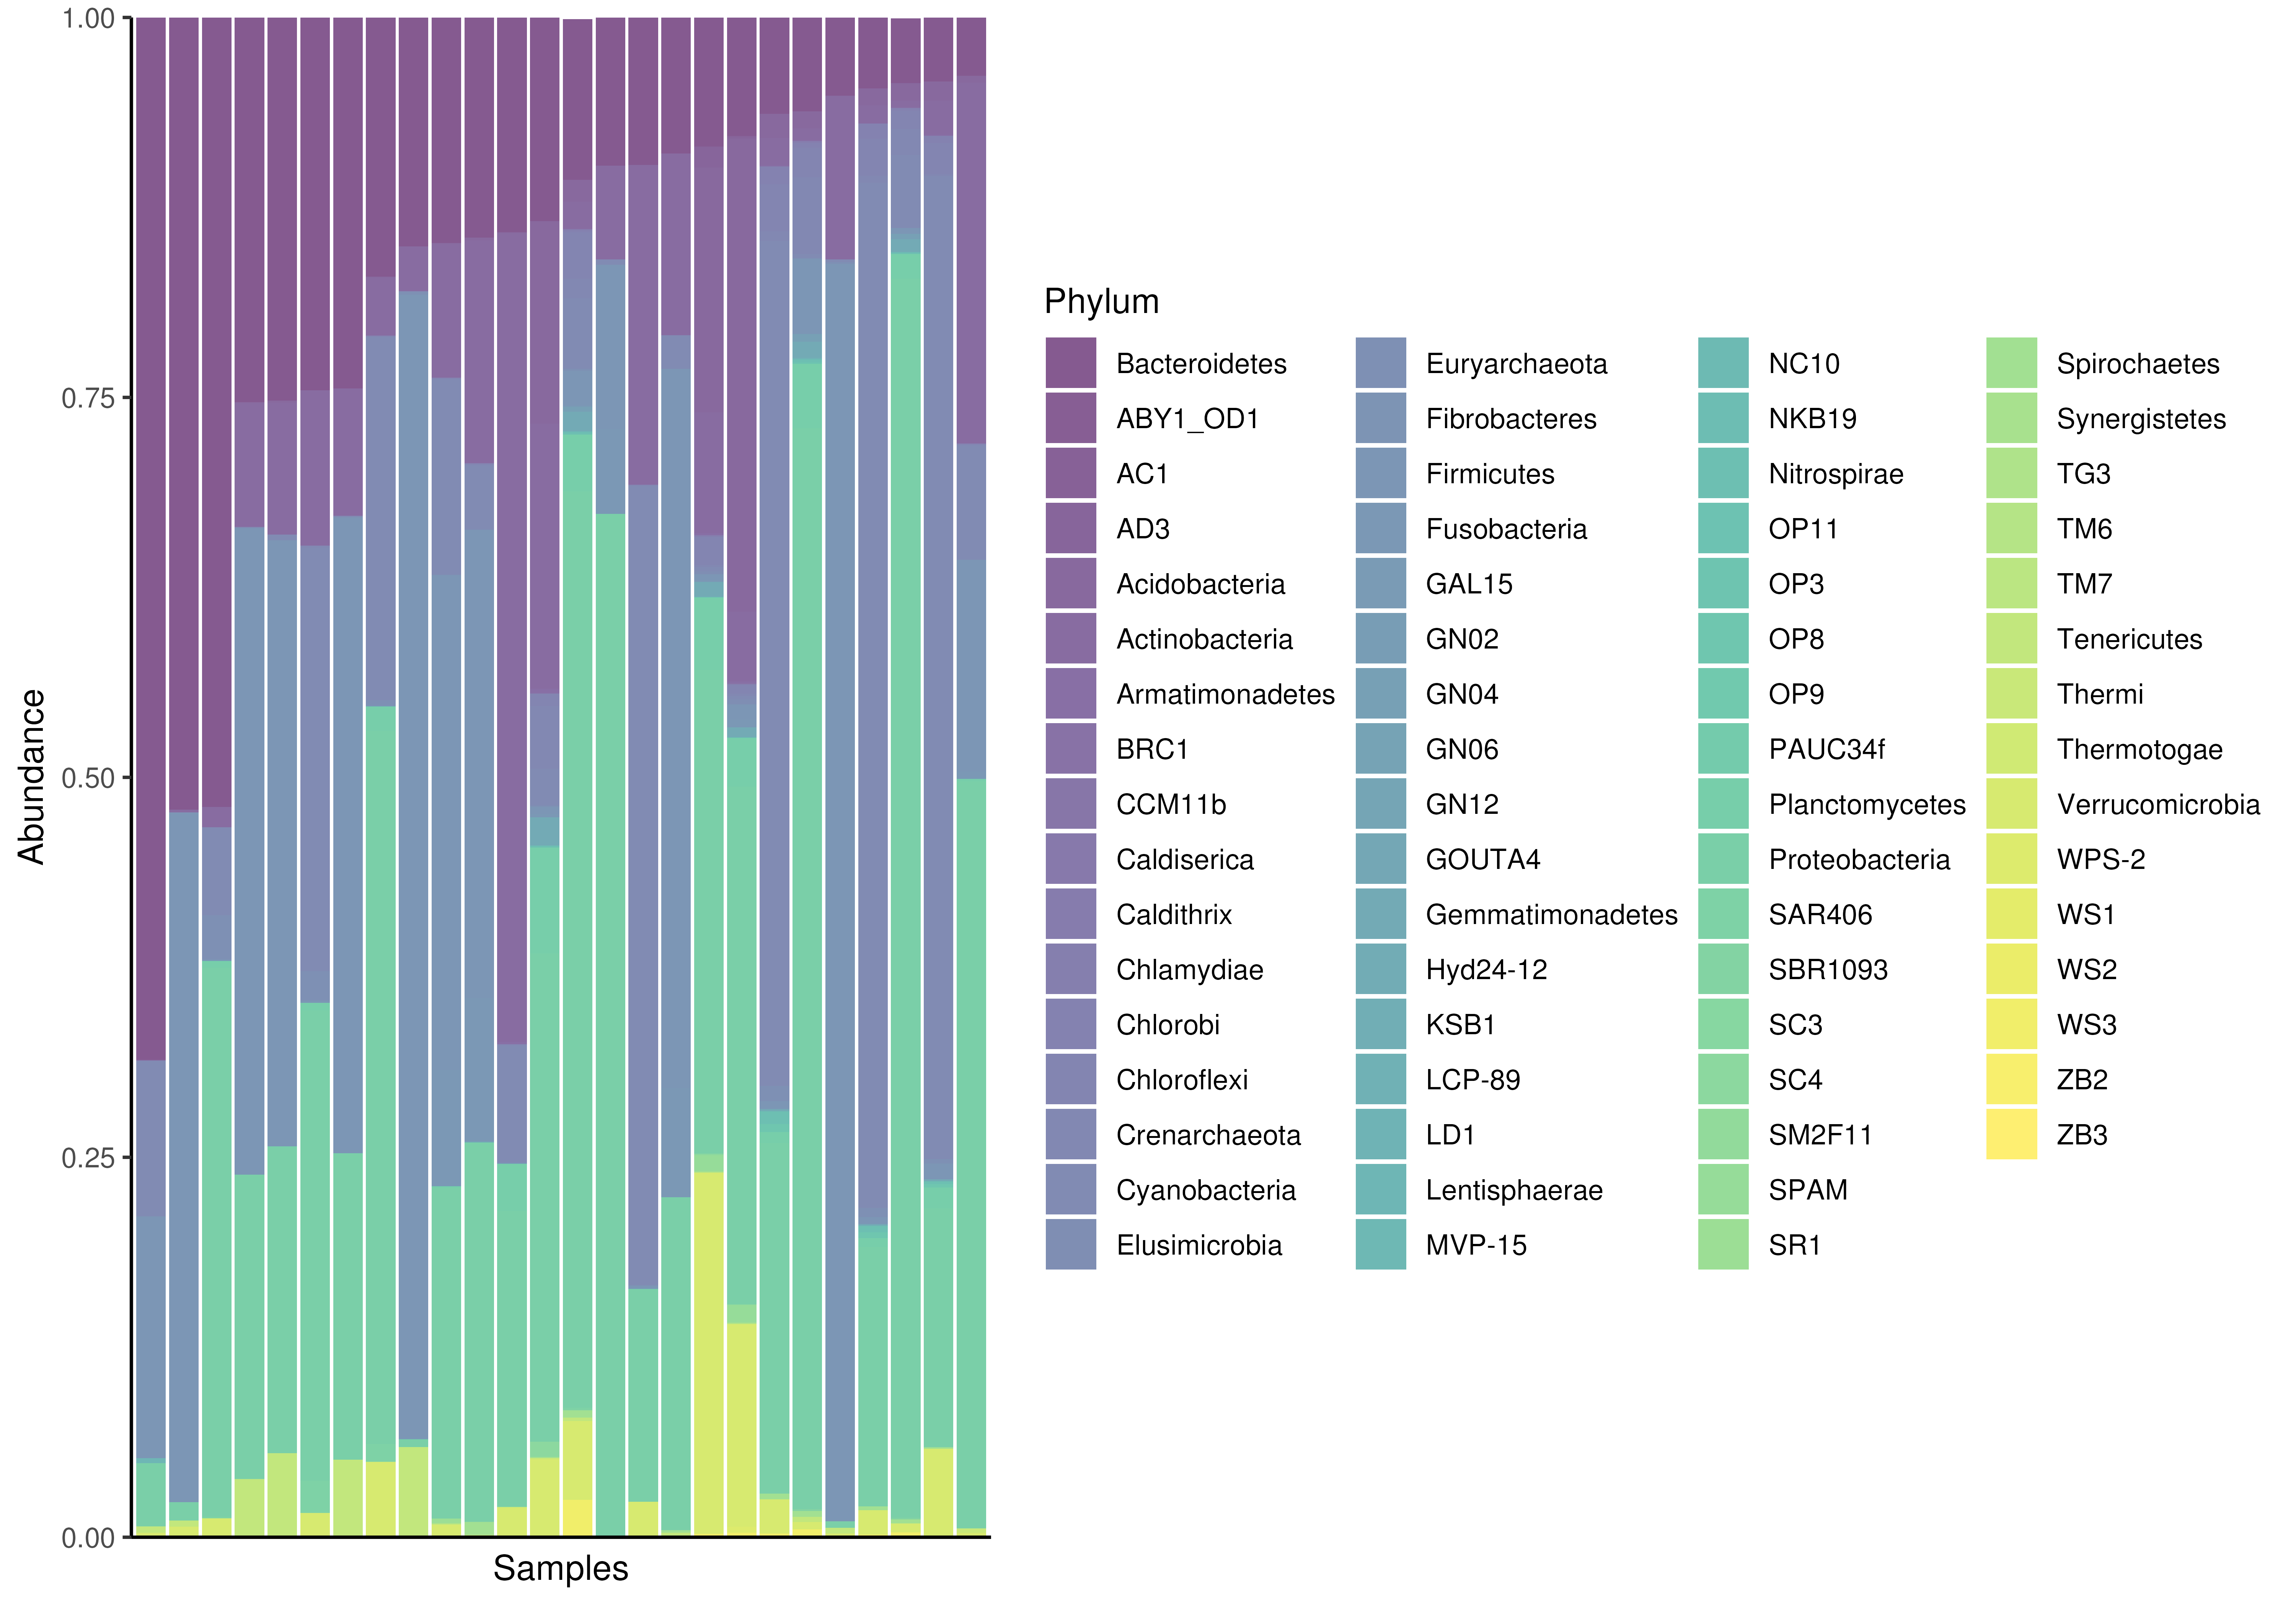 1.00
0.75
0.50
0.25
0.00
Abundance
Samples
Phylum
Bacteroidetes
ABY1_OD1
AC1
AD3
Acidobacteria
Actinobacteria
Armatimonadetes
BRC1
CCM11b
Caldiserica
Caldithrix
Chlamydiae
Chlorobi
Chloroflexi
Crenarchaeota
Cyanobacteria
Elusimicrobia
Euryarchaeota
Fibrobacteres
Firmicutes
Fusobacteria
GAL15
GN02
GN04
GN06
GN12
GOUTA4
Gemmatimonadetes
Hyd24-12
KSB1
LCP-89
LD1
Lentisphaerae
MVP-15
NC10
NKB19
Nitrospirae
OP11
OP3
OP8
OP9
PAUC34f
Planctomycetes
Proteobacteria
SAR406
SBR1093
SC3
SC4
SM2F11
SPAM
SR1
Spirochaetes
Synergistetes
TG3
TM6
TM7
Tenericutes
Thermi
Thermotogae
Verrucomicrobia
WPS-2
WS1
WS2
WS3
ZB2
ZB3